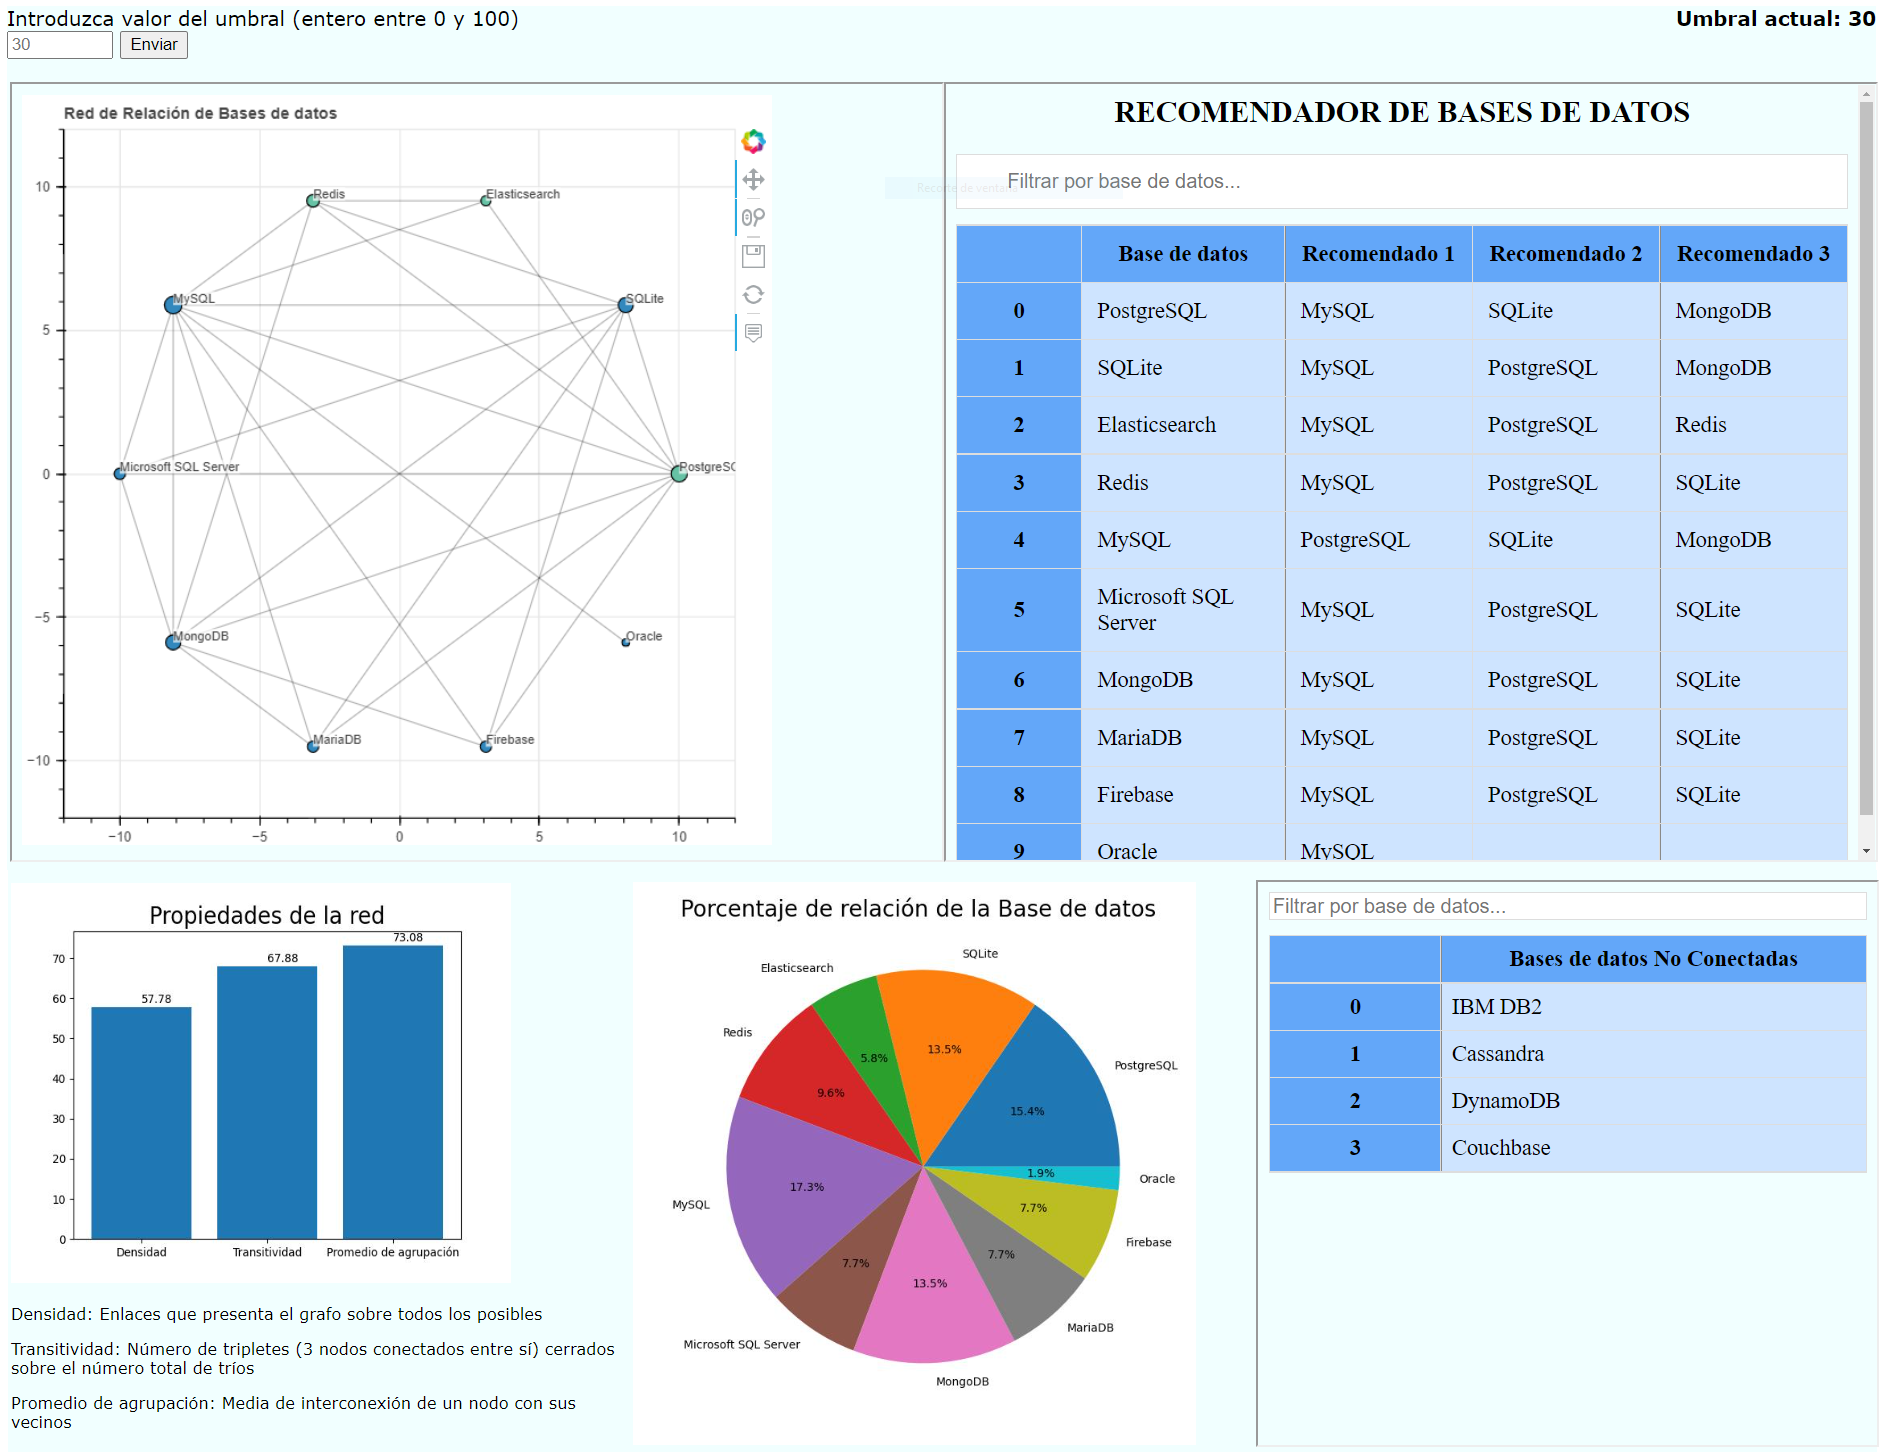 Introduzca valor del umbral (entero entre 0 y 100)
Umbral actual: 30
30
Enviar
Red de Relación de Bases de datos
10
5
0
−5
−10
−10
−5
0
5
10
Redis
Elasticsearch
MySQL
SQLite
Microsoft SQL Server
PostgreSQ
MongoDB
Oracle
MariaDB
Firebase
RECOMENDADOR DE BASES DE DATOS
Filtrar por base de datos...
Recorte de ventana
Base de datos Recomendado 1 Recomendado 2 Recomendado 3
0 PostgreSQL MySQL SQLite MongoDB
1 SQLite MySQL PostgreSQL MongoDB
2 Elasticsearch MySQL PostgreSQL Redis
3 Redis MySQL PostgreSQL SQLite
4 MySQL PostgreSQL SQLite MongoDB
5 Microsoft SQL Server MySQL PostgreSQL SQLite
6 MongoDB MySQL PostgreSQL SQLite
7 MariaDB MySQL PostgreSQL SQLite
8 Firebase MySQL PostgreSQL SQLite
9 Oracle MySQL
Propiedades de la red
70
60
50
40
30
20
10
0
57.78
67.88
73.08
Densidad
Transitividad
Promedio de agrupación
Densidad: Enlaces que presenta el grafo sobre todos los posibles
Transitividad: Número de tripletes (3 nodos conectados entre sí) cerrados
sobre el número total de tríos
Promedio de agrupación: Media de interconexión de un nodo con sus
vecinos
Porcentaje de relación de la Base de datos
SQLite
13.5%
Elasticsearch
5.8%
Redis
9.6%
PostgreSQL
15.4%
MySQL
17.3%
Oracle
1.9%
Firebase
7.7%
Microsoft SQL Server
7.7%
MariaDB
7.7%
MongoDB
13.5%
Filtrar por base de datos...
Bases de datos No Conectadas
0 IBM DB2
1 Cassandra
2 DynamoDB
3 Couchbase